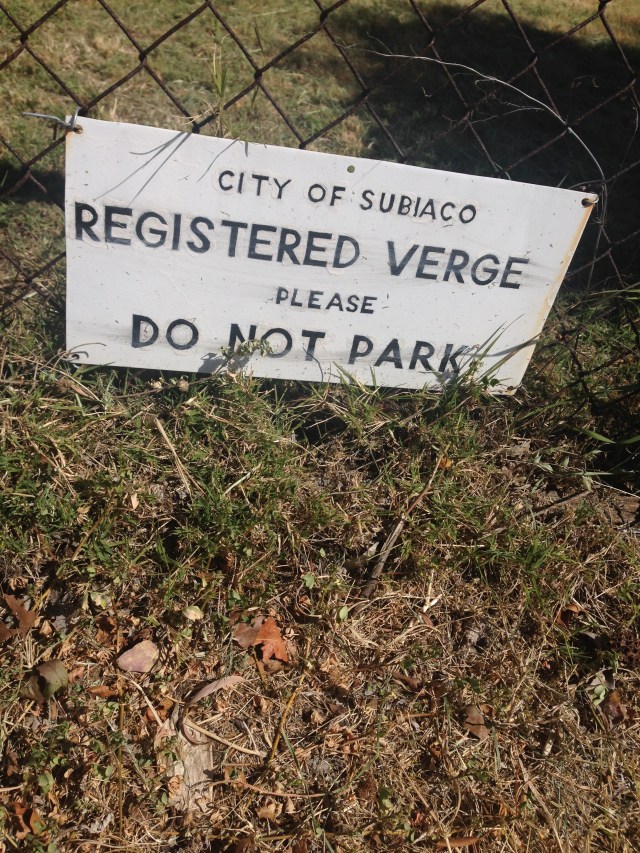 CITY OF SUBIACO
REGISTERED VERGE
PLEASE
DO NOT PARK